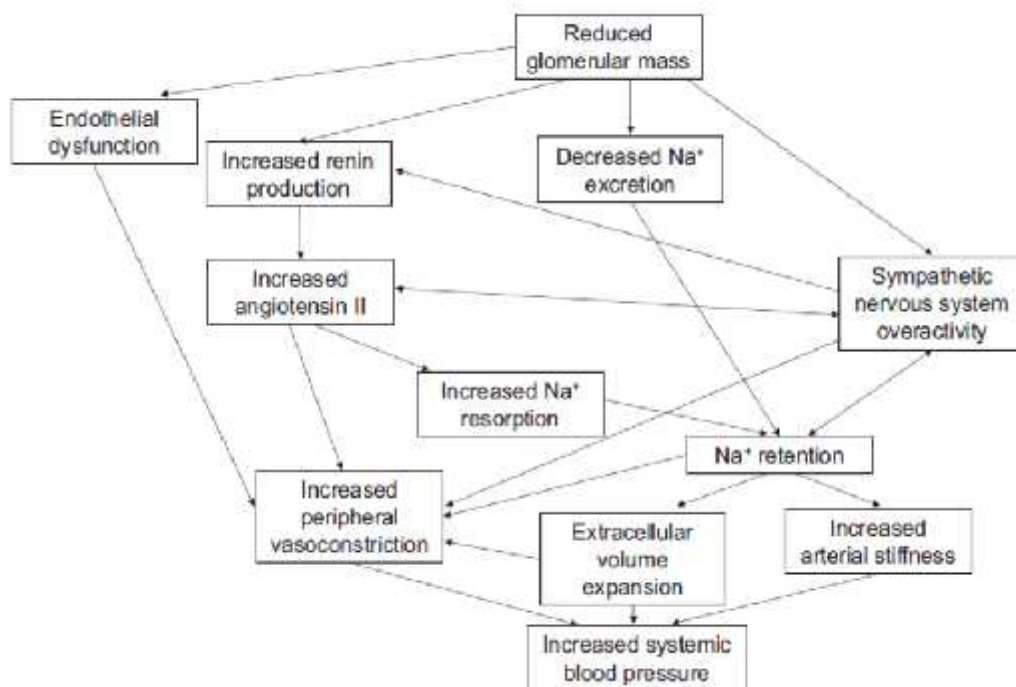 Reduced
glomerular mass
Endothelial
dysfunction
Increased renin
production
Decreased Na⁺
excretion
Increased
angiotensin II
Sympathetic
nervous system
overactivity
Increased Na⁺
resorption
Na⁺ retention
Increased
peripheral
vasoconstriction
Extracellular
volume
expansion
Increased
arterial stiffness
Increased systemic
blood pressure